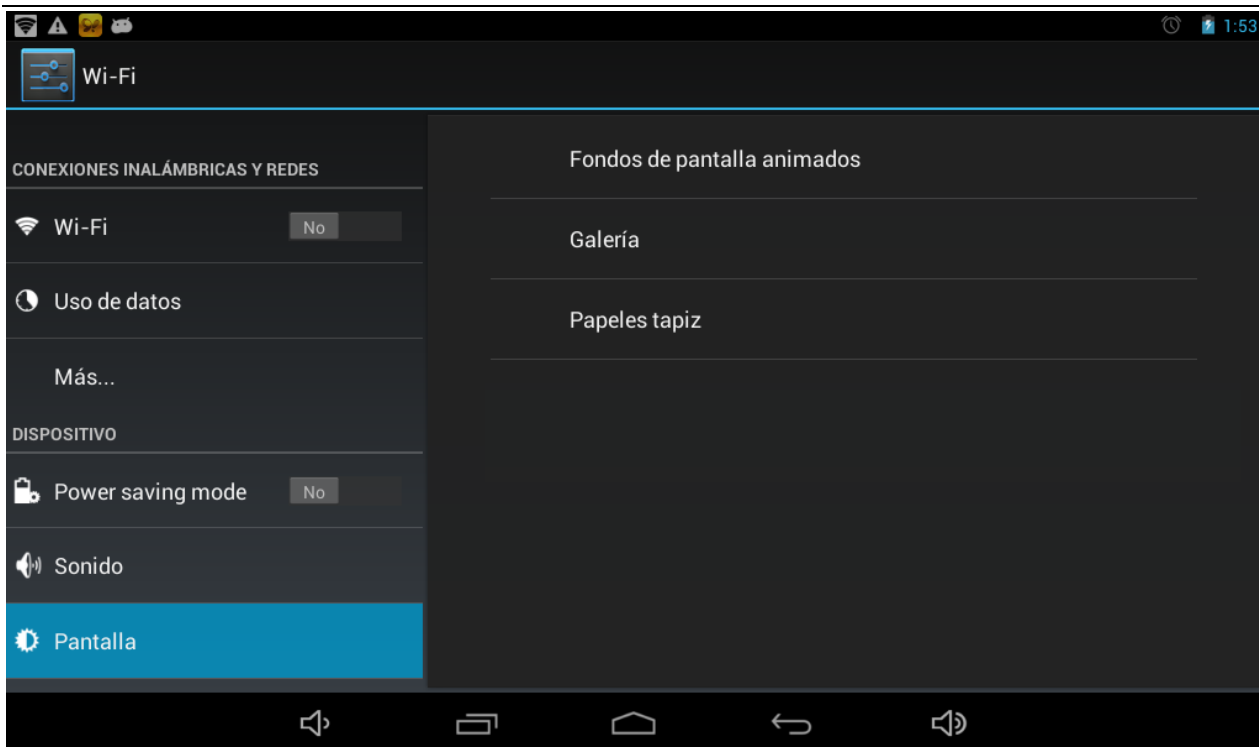 1:53
Wi-Fi
CONEXIONES INALÁMBRICAS Y REDES
Wi-Fi No
Uso de datos
Más...
DISPOSITIVO
Power saving mode No
Sonido
Pantalla
Fondos de pantalla animados
Galería
Papeles tapiz